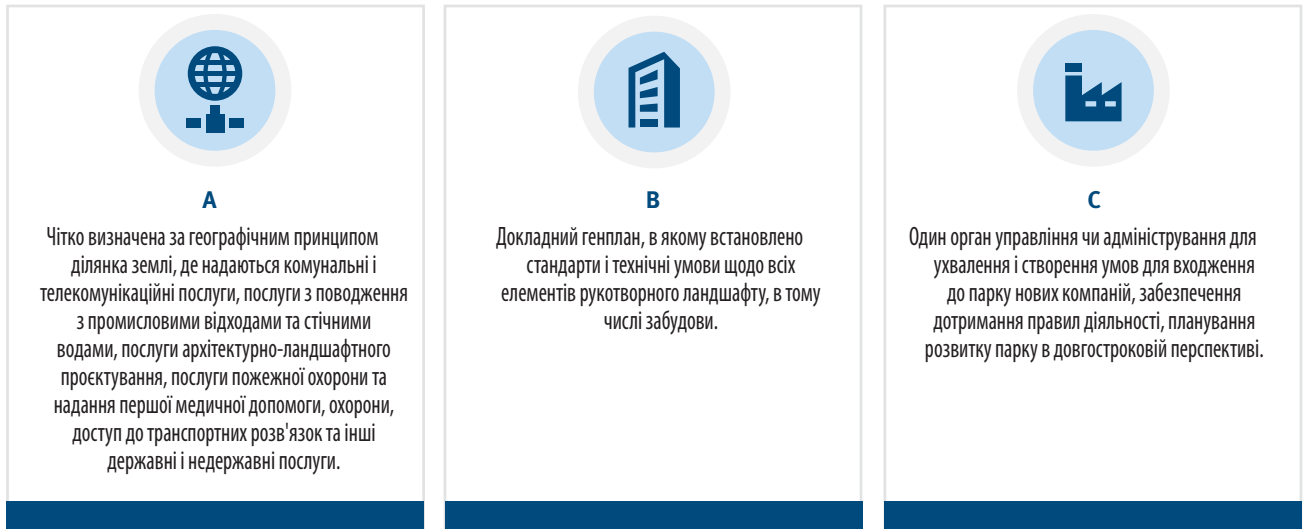 A
Чітко визначена за географічним принципом
ділянка землі, де надаються комунальні і
телекомунікаційні послуги, послуги з поводження
з промисловими відходами та стічними
водами, послуги архітектурно-ландшафтного
проєктування, послуги пожежної охорони та
надання першої медичної допомоги, охорони,
доступ до транспортних розв'язок та інші
державні і недержавні послуги.
B
Докладний генплан, в якому встановлено
стандарти і технічні умови щодо всіх
елементів рукотворного ландшафту, в тому
числі забудови.
C
Один орган управління чи адміністрування для
ухвалення і створення умов для входження
до парку нових компаній, забезпечення
дотримання правил діяльності, планування
розвитку парку в довгостроковій перспективі.